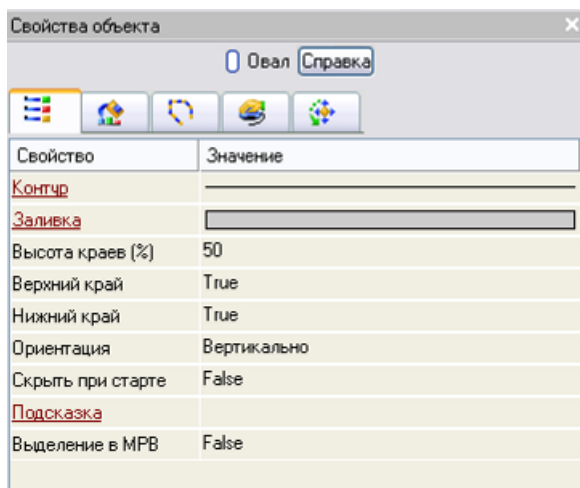 Свойства объекта
Овал Справка
Свойство Значение
Контур
Заливка
Высота краев (%) 50
Верхний край True
Нижний край True
Ориентация Вертикально
Скрыть при старте False
Подсказка
Выделение в МРВ False